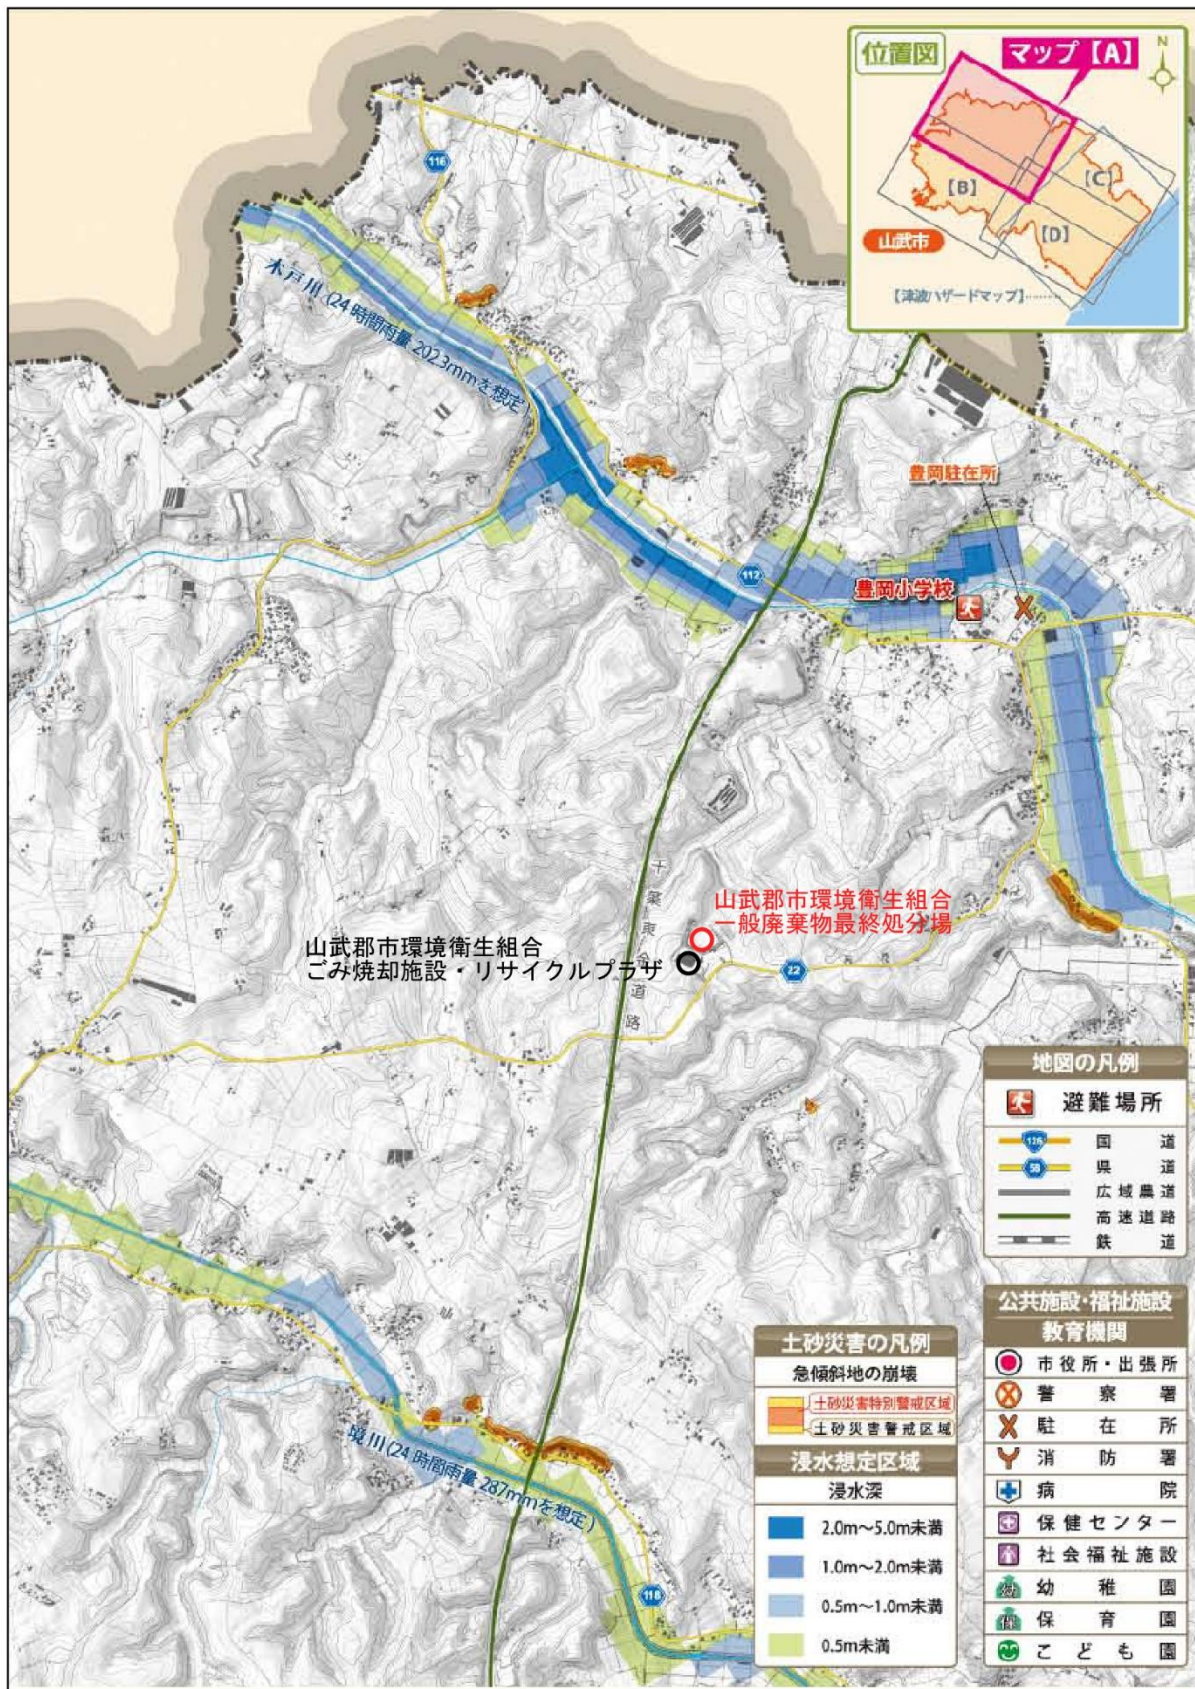 位置図
マップ【A】
N
【B】
【C】
【D】
山武市
【津波ハザードマップ】
116
木戸川(24時間雨量202.3mmを想定)
豊岡駐在所
112
豊岡小学校
山武郡市環境衛生組合
一般廃棄物最終処分場
山武郡市環境衛生組合
ごみ焼却施設・リサイクルプラザ
22
千葉東金道路
境川(24時間雨量287mmを想定)
118
地図の凡例
避難場所
126 国道
58 県道
広域農道
高速道路
鉄道
土砂災害の凡例
急傾斜地の崩壊
土砂災害特別警戒区域
土砂災害警戒区域
浸水想定区域
浸水深
2.0m〜5.0m未満
1.0m〜2.0m未満
0.5m〜1.0m未満
0.5m未満
公共施設・福祉施設
教育機関
市役所・出張所
警察署
駐在所
消防署
病院
保健センター
社会福祉施設
幼 幼稚園
保 保育園
こども園